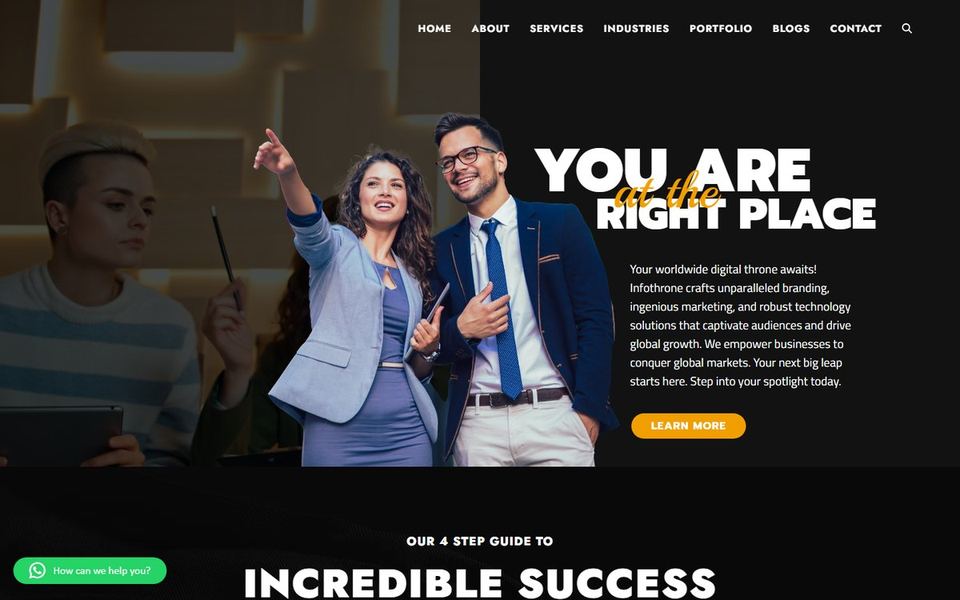 HOME ABOUT SERVICES INDUSTRIES PORTFOLIO BLOGS CONTACT
YOU ARE
at the
RIGHT PLACE
Your worldwide digital throne awaits!
Infothrone crafts unparalleled branding,
ingenious marketing, and robust technology
solutions that captivate audiences and drive
global growth. We empower businesses to
conquer global markets. Your next big leap
starts here. Step into your spotlight today.
LEARN MORE
OUR 4 STEP GUIDE TO
INCREDIBLE SUCCESS
How can we help you?